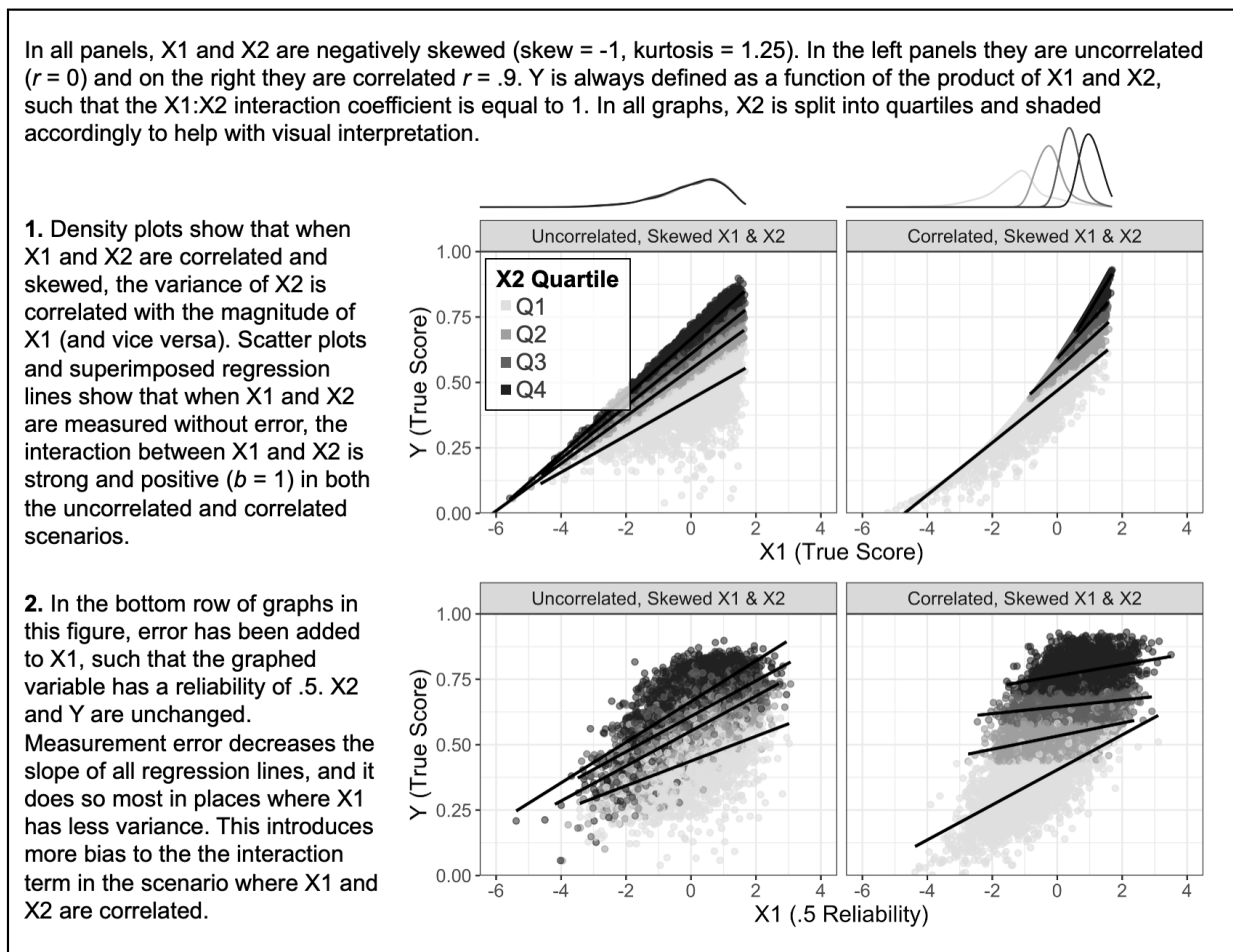 In all panels, X1 and X2 are negatively skewed (skew = -1, kurtosis = 1.25). In the left panels they are uncorrelated
(r = 0) and on the right they are correlated r = .9. Y is always defined as a function of the product of X1 and X2,
such that the X1:X2 interaction coefficient is equal to 1. In all graphs, X2 is split into quartiles and shaded
accordingly to help with visual interpretation.
1. Density plots show that when
X1 and X2 are correlated and
skewed, the variance of X2 is
correlated with the magnitude of
X1 (and vice versa). Scatter plots
and superimposed regression
lines show that when X1 and X2
are measured without error, the
interaction between X1 and X2 is
strong and positive (b = 1) in both
the uncorrelated and correlated
scenarios.
Uncorrelated, Skewed X1 & X2
Correlated, Skewed X1 & X2
Y (True Score)
1.00
0.75
0.50
0.25
0.00
X2 Quartile
Q1
Q2
Q3
Q4
-6 -4 -2 0 2 4
-6 -4 -2 0 2 4
X1 (True Score)
2. In the bottom row of graphs in
this figure, error has been added
to X1, such that the graphed
variable has a reliability of .5. X2
and Y are unchanged.
Measurement error decreases the
slope of all regression lines, and it
does so most in places where X1
has less variance. This introduces
more bias to the the interaction
term in the scenario where X1 and
X2 are correlated.
Uncorrelated, Skewed X1 & X2
Correlated, Skewed X1 & X2
Y (True Score)
1.00
0.75
0.50
0.25
0.00
-6 -4 -2 0 2 4
-6 -4 -2 0 2 4
X1 (.5 Reliability)